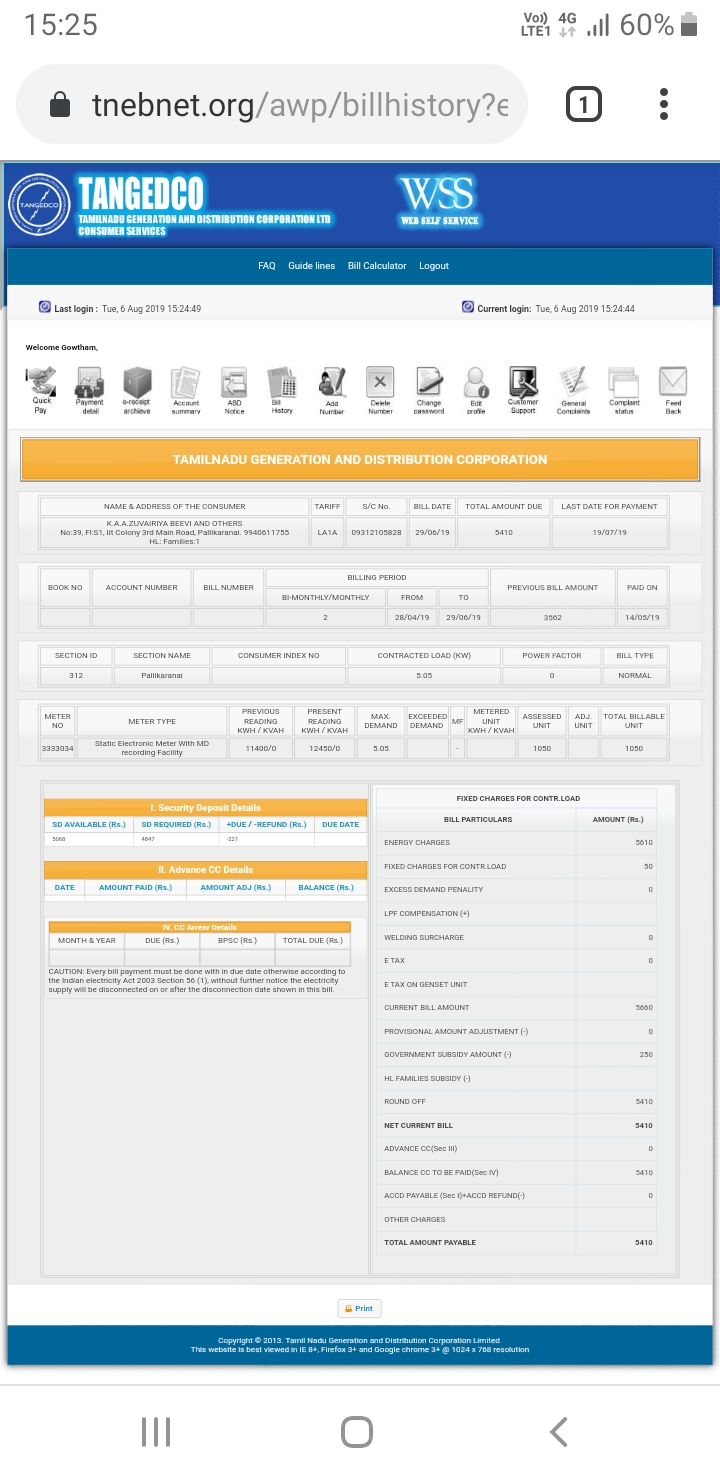 15:25
Vo)) LTE1 4G 60%
tnebnet.org/awp/billhistory?e
1
TANGEDCO
TANGEDCO
TAMILNADU GENERATION AND DISTRIBUTION CORPORATION LTD
CONSUMER SERVICES
WSS
WEB SELF SERVICE
FAQ Guide lines Bill Calculator Logout
Last login : Tue, 6 Aug 2019 15:24:49
Current login: Tue, 6 Aug 2019 15:24:44
Welcome Gowtham,
Quick Pay
Payment detail
e-receipt archieve
Account summary
ASD Notice
Bill History
Add Number
Delete Number
Change password
Edit profile
Customer Support
General Complaints
Complaint status
Feed Back
TAMILNADU GENERATION AND DISTRIBUTION CORPORATION
NAME & ADDRESS OF THE CONSUMER TARIFF S/C No. BILL DATE TOTAL AMOUNT DUE LAST DATE FOR PAYMENT
K.A.A.ZUVAIRIYA BEEVI AND OTHERS
No:39, Fl:S1, Iit Colony 3rd Main Road, Pallikaranai. 9940611755
HL: Families:1
LA1A 09312105828 29/06/19 5410 19/07/19
BOOK NO ACCOUNT NUMBER BILL NUMBER BILLING PERIOD PREVIOUS BILL AMOUNT PAID ON
BI-MONTHLY/MONTHLY FROM TO
2 28/04/19 29/06/19 3562 14/05/19
SECTION ID SECTION NAME CONSUMER INDEX NO CONTRACTED LOAD (KW) POWER FACTOR BILL TYPE
312 Pallikaranai 5.05 0 NORMAL
METER NO METER TYPE PREVIOUS READING KWH / KVAH PRESENT READING KWH / KVAH MAX. DEMAND EXCEEDED DEMAND MF METERED UNIT KWH / KVAH ASSESSED UNIT ADJ. UNIT TOTAL BILLABLE UNIT
3333034 Static Electronic Meter With MD recording Facility 11400/0 12450/0 5.05 - 1050 1050
I. Security Deposit Details
SD AVAILABLE (Rs.) SD REQUIRED (Rs.) +DUE / -REFUND (Rs.) DUE DATE
5068 4847 -221
II. Advance CC Details
DATE AMOUNT PAID (Rs.) AMOUNT ADJ (Rs.) BALANCE (Rs.)
IV. CC Arrear Details
MONTH & YEAR DUE (Rs.) BPSC (Rs.) TOTAL DUE (Rs.)
CAUTION: Every bill payment must be done with in due date otherwise according to
the Indian electricity Act 2003 Section 56 (1), without further notice the electricity
supply will be disconnected on or after the disconnection date shown in this bill.
FIXED CHARGES FOR CONTR.LOAD
BILL PARTICULARS AMOUNT (Rs.)
ENERGY CHARGES 5610
FIXED CHARGES FOR CONTR.LOAD 50
EXCESS DEMAND PENALITY 0
LPF COMPENSATION (+)
WELDING SURCHARGE 0
E TAX 0
E TAX ON GENSET UNIT
CURRENT BILL AMOUNT 5660
PROVISIONAL AMOUNT ADJUSTMENT (-) 0
GOVERNMENT SUBSIDY AMOUNT (-) 250
HL FAMILIES SUBSIDY (-)
ROUND OFF 5410
NET CURRENT BILL 5410
ADVANCE CC(Sec III) 0
BALANCE CC TO BE PAID(Sec IV) 5410
ACCD PAYABLE (Sec I)+ACCD REFUND(-) 0
OTHER CHARGES
TOTAL AMOUNT PAYABLE 5410
Print
Copyright © 2013. Tamil Nadu Generation and Distribution Corporation Limited
This website is best viewed in IE 8+, Firefox 3+ and Google chrome 3+ @ 1024 x 768 resolution